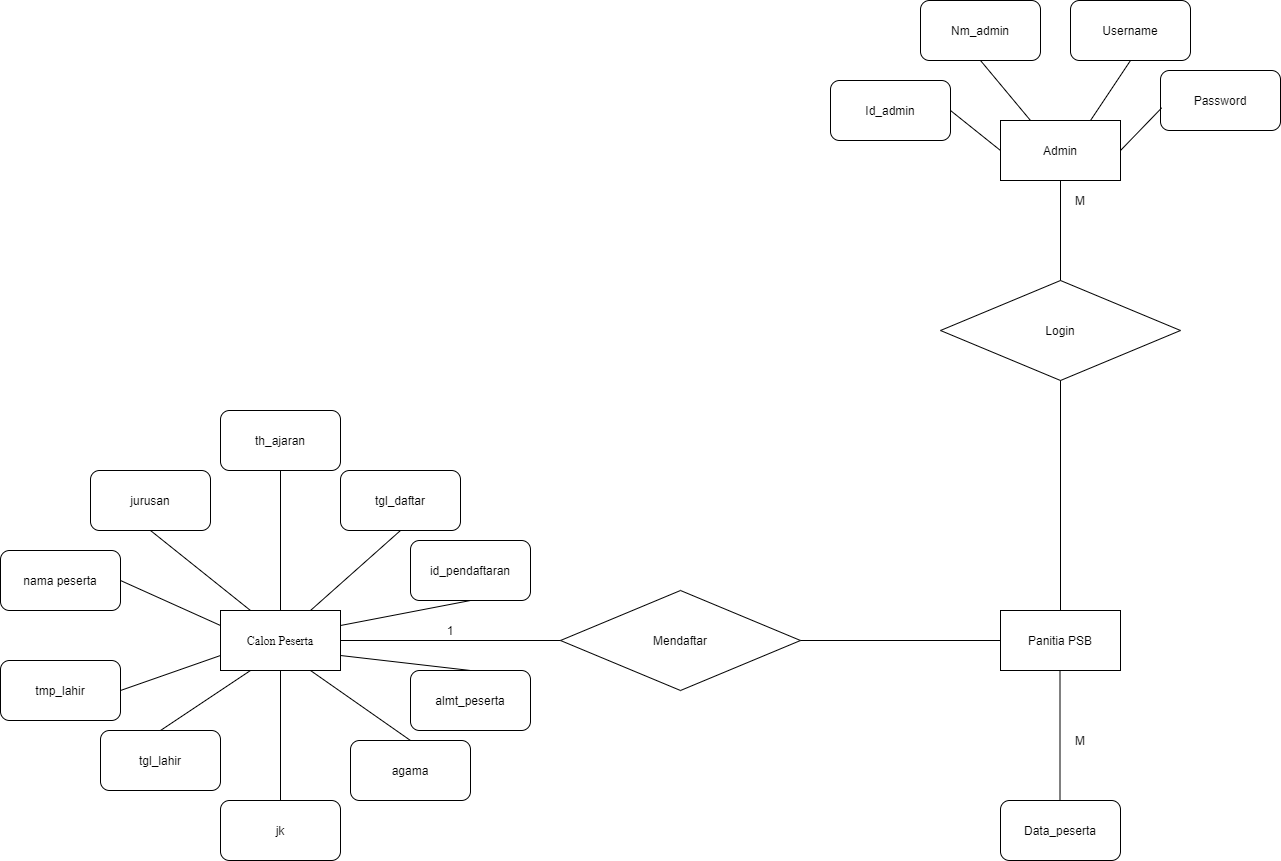 Nm_admin
Username
Id_admin
Password
Admin
M
Login
th_ajaran
jurusan
tgl_daftar
nama peserta
id_pendaftaran
1
Calon Peserta
Mendaftar
Panitia PSB
tmp_lahir
almt_peserta
tgl_lahir
agama
M
jk
Data_peserta